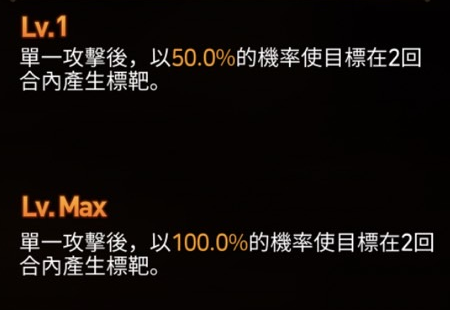 Lv.1
單一攻擊後，以50.0%的機率使目標在2回
合內產生標靶。
Lv.Max
單一攻擊後，以100.0%的機率使目標在2回
合內產生標靶。